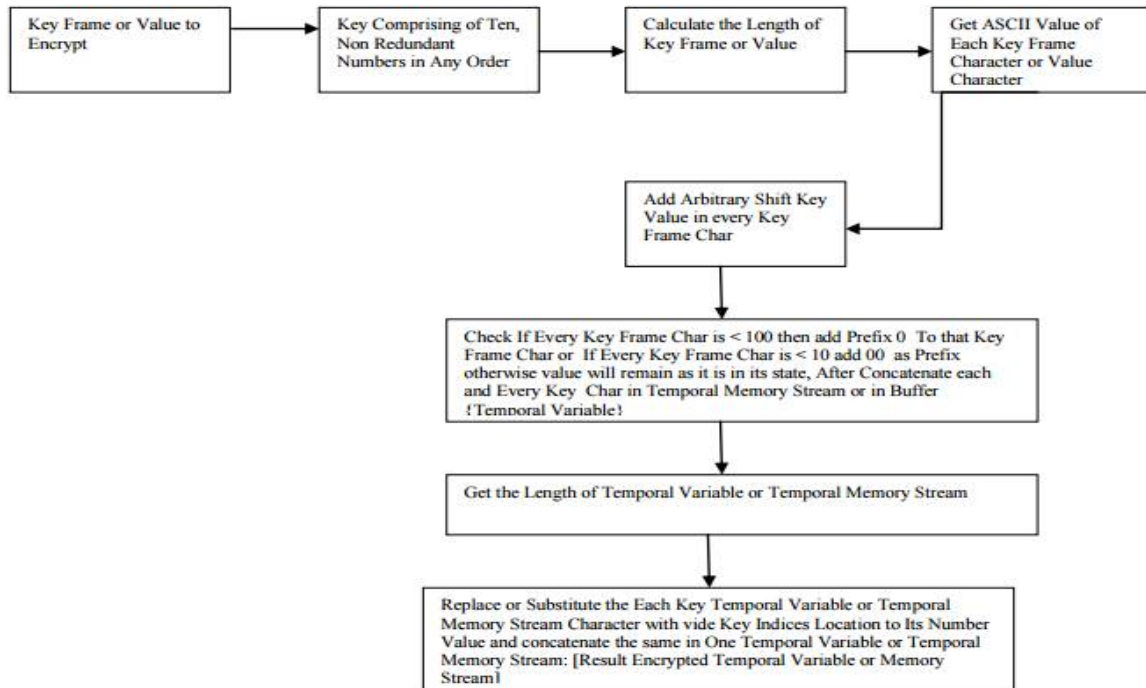 Key Frame or Value to
Encrypt
Key Comprising of Ten,
Non Redundant
Numbers in Any Order
Calculate the Length of
Key Frame or Value
Get ASCII Value of
Each Key Frame
Character or Value
Character
Add Arbitrary Shift Key
Value in every Key
Frame Char
Check If Every Key Frame Char is < 100 then add Prefix 0 To that Key
Frame Char or If Every Key Frame Char is < 10 add 00 as Prefix
otherwise value will remain as it is in its state, After Concatenate each
and Every Key Char in Temporal Memory Stream or in Buffer
{Temporal Variable}
Get the Length of Temporal Variable or Temporal Memory Stream
Replace or Substitute the Each Key Temporal Variable or Temporal
Memory Stream Character with vide Key Indices Location to Its Number
Value and concatenate the same in One Temporal Variable or Temporal
Memory Stream: [Result Encrypted Temporal Variable or Memory
Stream]